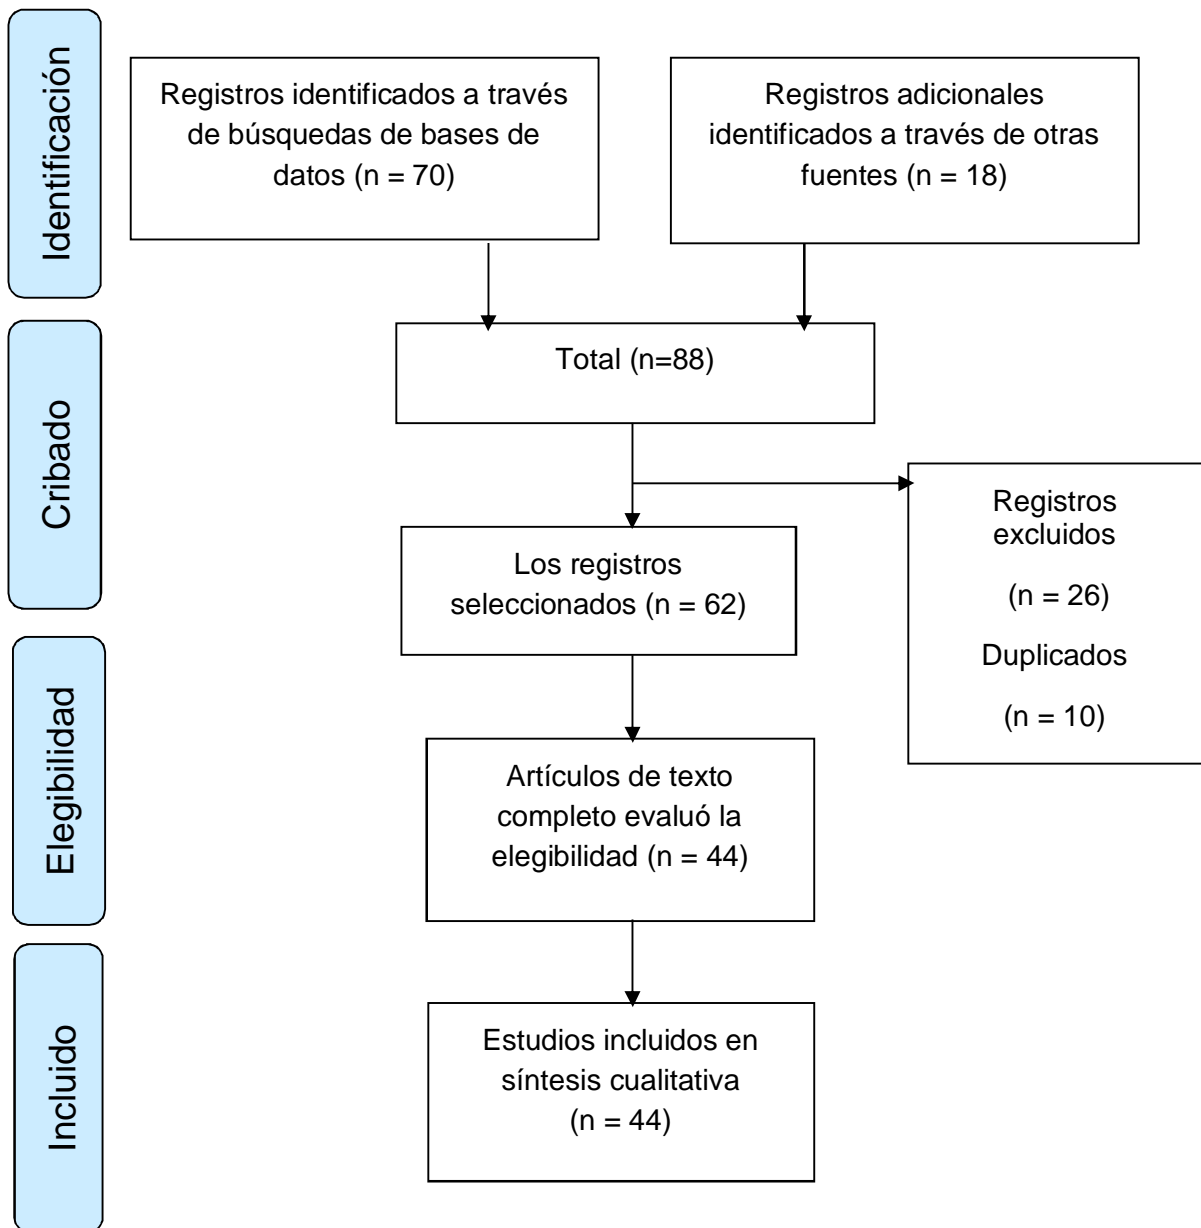 Identificación
Registros identificados a través
de búsquedas de bases de
datos (n = 70)
Registros adicionales
identificados a través de otras
fuentes (n = 18)
Cribado
Total (n=88)
Registros
excluidos
(n = 26)
Duplicados
(n = 10)
Los registros
seleccionados (n = 62)
Elegibilidad
Artículos de texto
completo evaluó la
elegibilidad (n = 44)
Incluido
Estudios incluidos en
síntesis cualitativa
(n = 44)